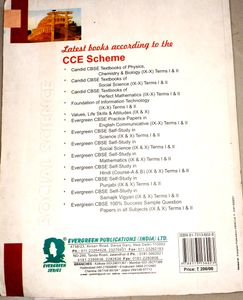 Latest books according to the
CCE Scheme
• Candid CBSE Textbooks of Physics,
Chemistry & Biology (IX-X) Terms I & II
• Candid CBSE Textbooks of
Social Science (IX-X) Terms I & II
• Candid CBSE Textbooks of
Perfect Mathematics (IX-X) Terms I & II
• Foundation of Information Technology
(IX-X) Terms I & II
• Values, Life Skills & Attitudes (IX & X)
• Evergreen CBSE Practice Papers in
English Communicative (IX-X) Terms I & II
• Evergreen CBSE Self-Study in
Science (IX & X) Terms I & II
• Evergreen CBSE Self-Study in
Social Science (IX & X) Terms I & II
• Evergreen CBSE Self-Study in
Mathematics (IX & X) Terms I & II
• Evergreen CBSE Self-Study in
Hindi (Course-A & B) (IX & X) Terms I & II
• Evergreen CBSE Self-Study in
Punjabi (IX & X) Terms I & II
• Evergreen CBSE Self-Study in
Samajik Vigyan (IX & X) Terms I & II
• Evergreen CBSE 100% Success Sample Question
Papers in all Subjects (IX & X) Terms I & II
EVERGREEN PUBLICATIONS (INDIA) LTD.
EVERGREEN
SERIES
Price: ₹ 200/00